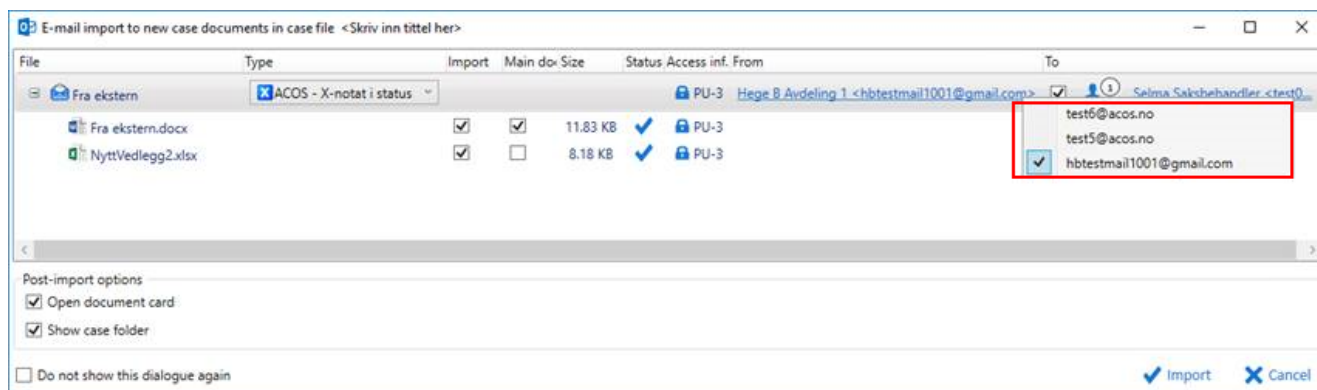 E-mail import to new case documents in case file <Skriv inn tittel her>
File Type Import Main do Size Status Access inf. From To
Fra ekstern ACOS - X-notat i status PU-3 Hege B Avdeling 1 <hbtestmail1001@gmail.com> 1 Selma Saksbehandler <test0...
test6@acos.no
Fra ekstern.docx 11.83 KB PU-3
test5@acos.no
NyttVedlegg2.xlsx 8.18 KB PU-3
hbtestmail1001@gmail.com
Post-import options
Open document card
Show case folder
Do not show this dialogue again Import Cancel